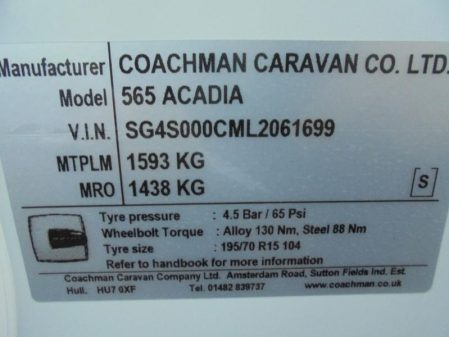 Manufacturer COACHMAN CARAVAN CO. LTD.
Model 565 ACADIA
V.I.N. SG4S000CML2061699
MTPLM 1593 KG
MRO 1438 KG [S]
Tyre pressure : 4.5 Bar / 65 Psi
Wheelbolt Torque : Alloy 130 Nm, Steel 88 Nm
Tyre size : 195/70 R15 104
Refer to handbook for more information
Coachman Caravan Company Ltd. Amsterdam Road, Sutton Fields Ind. Est.
Hull. HU7 0XF Tel. 01482 839737 www.coachman.co.uk